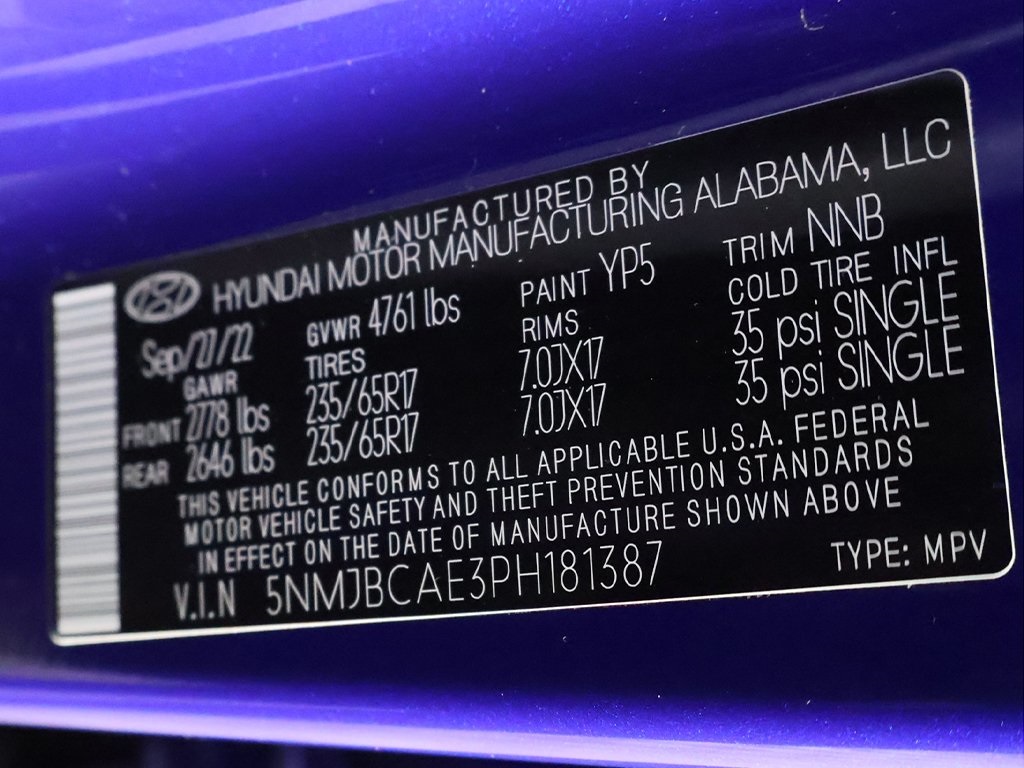 MANUFACTURED BY
HYUNDAI MOTOR MANUFACTURING ALABAMA, LLC
Sep/27/22 GVWR 4761 lbs PAINT YP5 TRIM NNB
GAWR TIRES RIMS COLD TIRE INFL
FRONT 2778 lbs 235/65R17 7.0JX17 35 psi SINGLE
REAR 2646 lbs 235/65R17 7.0JX17 35 psi SINGLE
THIS VEHICLE CONFORMS TO ALL APPLICABLE U.S.A. FEDERAL
MOTOR VEHICLE SAFETY AND THEFT PREVENTION STANDARDS
IN EFFECT ON THE DATE OF MANUFACTURE SHOWN ABOVE
V.I.N 5NMJBCAE3PH181387 TYPE: MPV